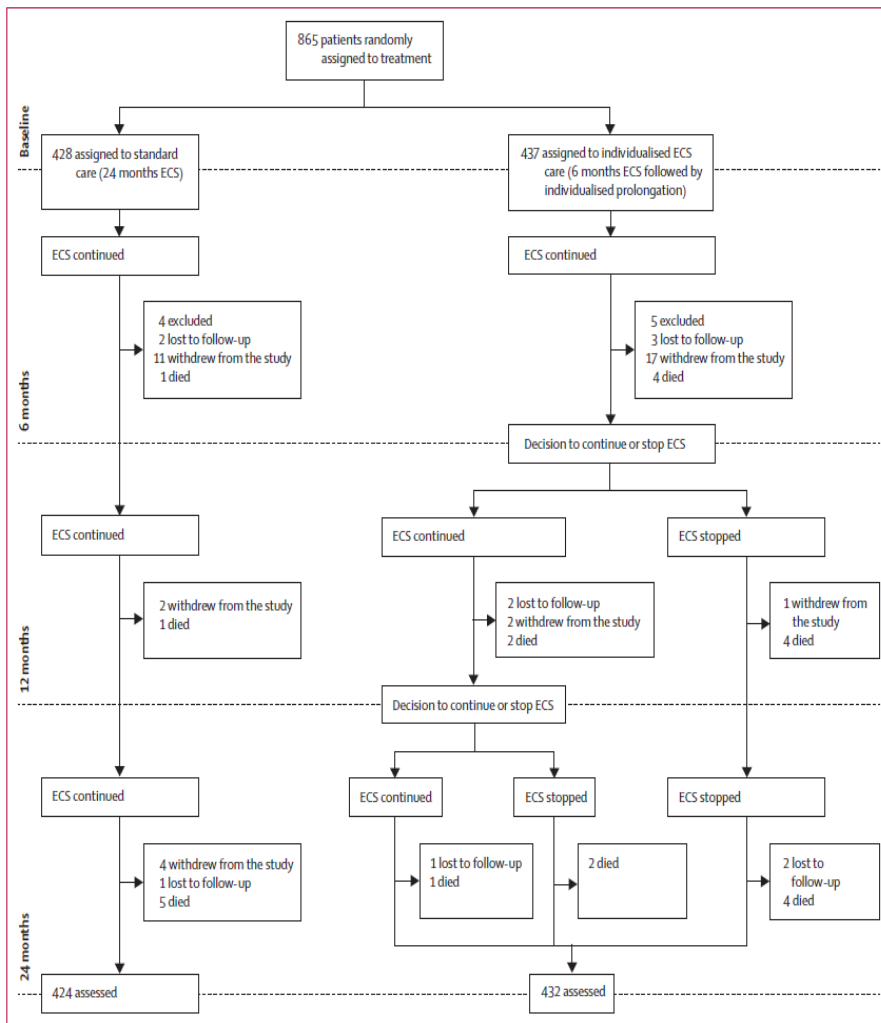 865 patients randomly
assigned to treatment
Baseline
428 assigned to standard
care (24 months ECS)
437 assigned to individualised ECS
care (6 months ECS followed by
individualised prolongation)
ECS continued
ECS continued
4 excluded
2 lost to follow-up
11 withdrew from the study
1 died
5 excluded
3 lost to follow-up
17 withdrew from the study
4 died
6 months
Decision to continue or stop ECS
ECS continued
ECS continued
ECS stopped
2 withdrew from the study
1 died
2 lost to follow-up
2 withdrew from the study
2 died
1 withdrew from
the study
4 died
12 months
Decision to continue or stop ECS
ECS continued
ECS continued
ECS stopped
ECS stopped
4 withdrew from the study
1 lost to follow-up
5 died
1 lost to follow-up
1 died
2 died
2 lost to
follow-up
4 died
24 months
424 assessed
432 assessed